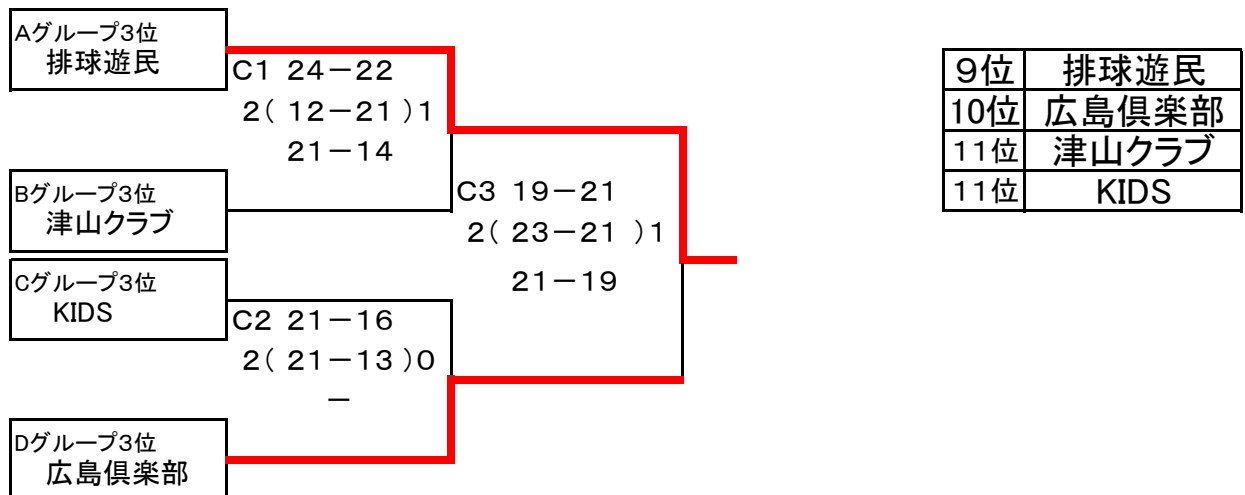 Aグループ3位
排球遊民
C1 24－22
2( 12－21 )1
21－14
Bグループ3位
津山クラブ
C3 19－21
2( 23－21 )1
21－19
Cグループ3位
KIDS
C2 21－16
2( 21－13 )0
－
Dグループ3位
広島倶楽部
9位 排球遊民
10位 広島倶楽部
11位 津山クラブ
11位 KIDS